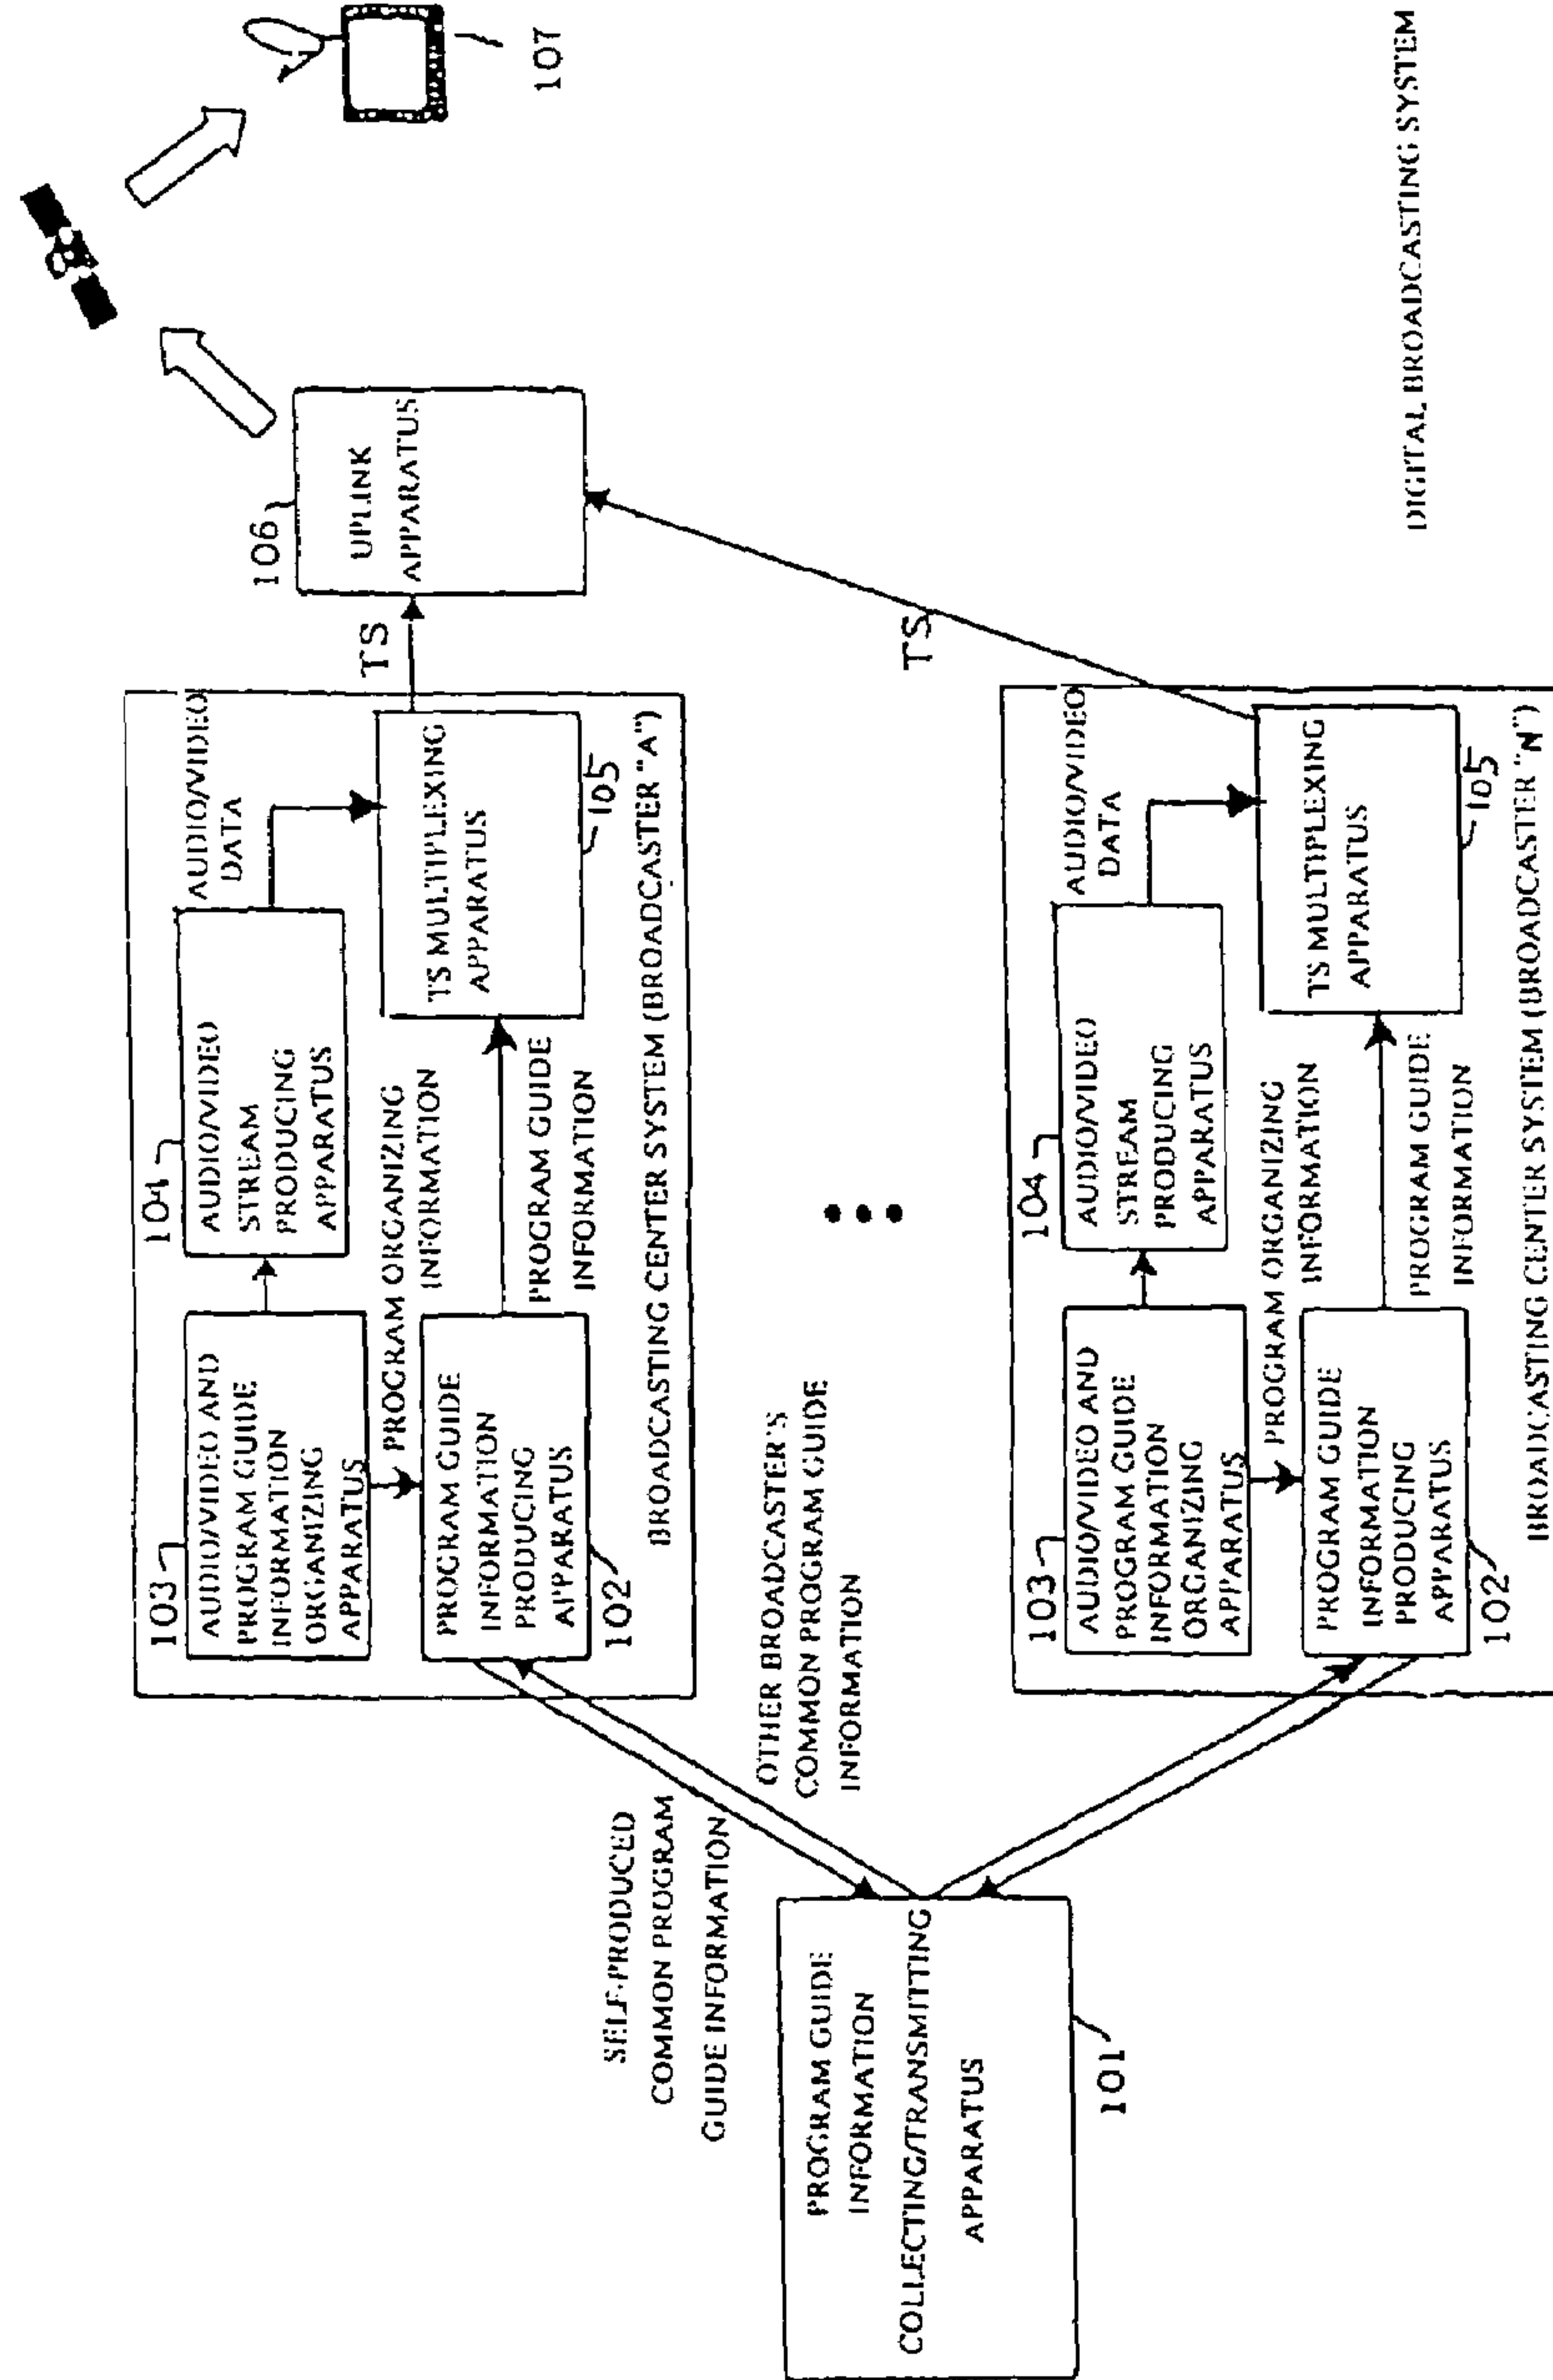 PROGRAM GUIDE
INFORMATION
COLLECTING/TRANSMITTING
APPARATUS
101
SELF-PRODUCED
COMMON PROGRAM
GUIDE INFORMATION
OTHER BROADCASTER'S
COMMON PROGRAM GUIDE
INFORMATION
103
AUDIO/VIDEO AND
PROGRAM GUIDE
INFORMATION
ORGANIZING
APPARATUS
PROGRAM ORGANIZING
INFORMATION
PROGRAM GUIDE
INFORMATION
PRODUCING
APPARATUS
102
104
AUDIO/VIDEO
STREAM
PRODUCING
APPARATUS
AUDIO/VIDEO
DATA
PROGRAM GUIDE
INFORMATION
TS MULTIPLEXING
APPARATUS
105
BROADCASTING CENTER SYSTEM (BROADCASTER "A")
TS
106
UPLINK
APPARATUS
107
103
AUDIO/VIDEO AND
PROGRAM GUIDE
INFORMATION
ORGANIZING
APPARATUS
PROGRAM ORGANIZING
INFORMATION
PROGRAM GUIDE
INFORMATION
PRODUCING
APPARATUS
102
104
AUDIO/VIDEO
STREAM
PRODUCING
APPARATUS
AUDIO/VIDEO
DATA
PROGRAM GUIDE
INFORMATION
TS MULTIPLEXING
APPARATUS
105
BROADCASTING CENTER SYSTEM (BROADCASTER "N")
TS
DIGITAL BROADCASTING SYSTEM